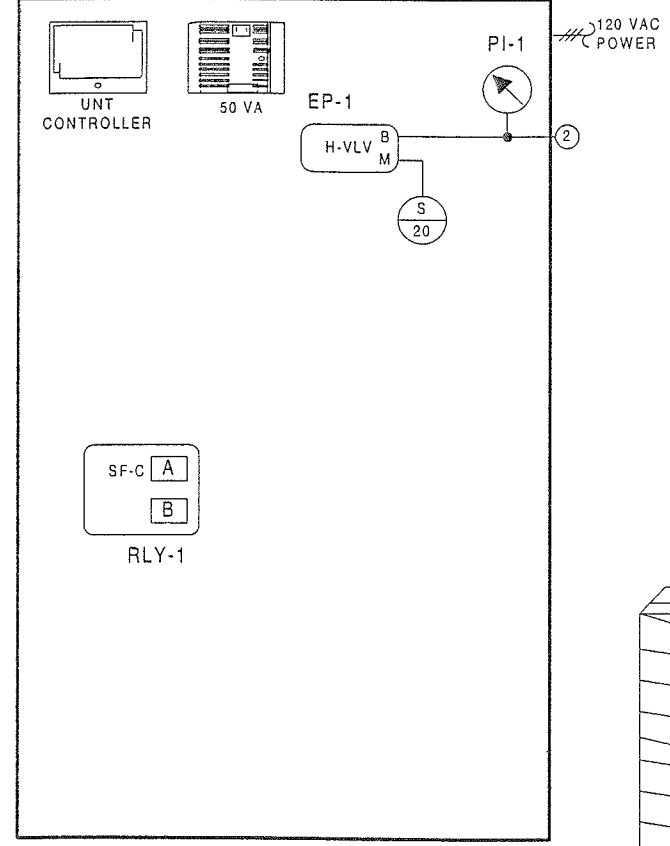 120 VAC
POWER
PI-1
UNT
CONTROLLER
50 VA
EP-1
H-VLV
B
M
2
S
20
SF-C
A
B
RLY-1